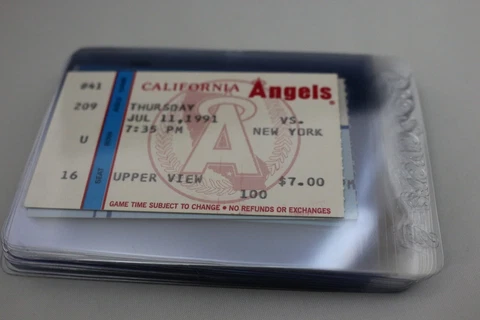 041
209
U
16
CALIFORNIA Angels
THURSDAY
JUL 11,1991 VS.
7:35 PM NEW YORK
A
UPPER VIEW $7.00
100
GAME TIME SUBJECT TO CHANGE • NO REFUNDS OR EXCHANGES